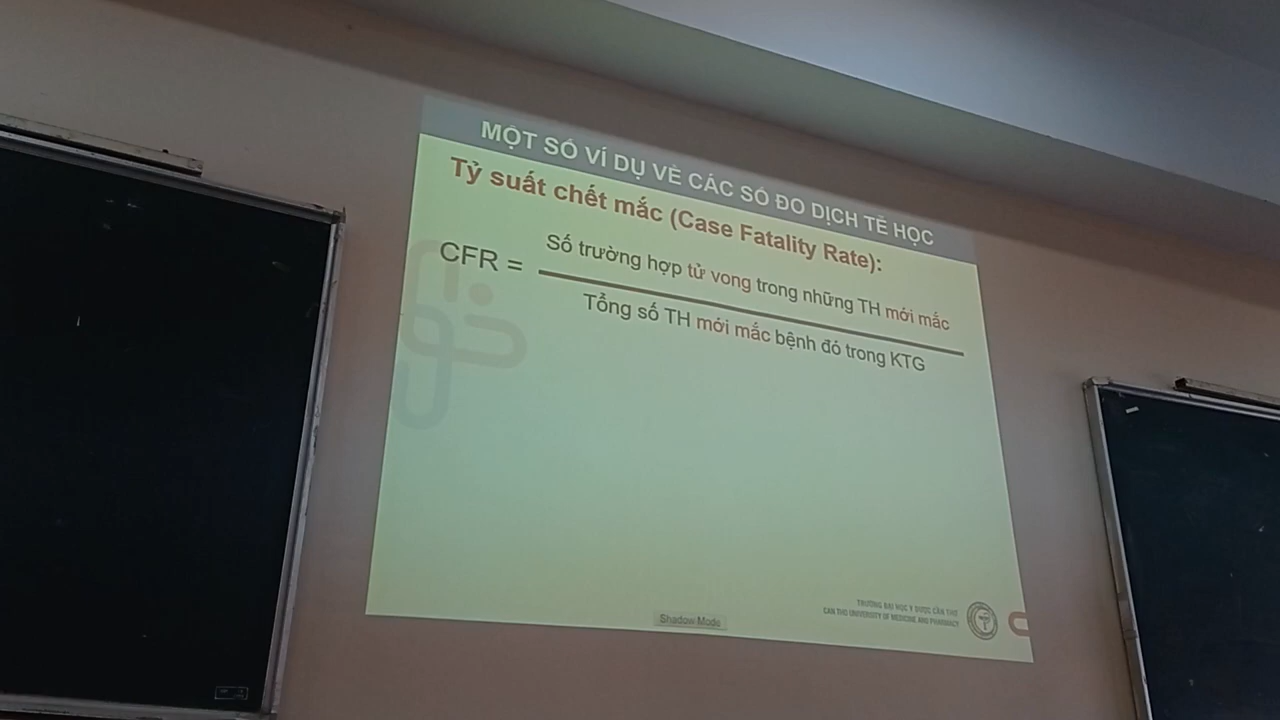 MỘT SỐ VÍ DỤ VỀ CÁC SỐ ĐO DỊCH TỄ HỌC
Tỷ suất chết mắc (Case Fatality Rate):
CFR =
Số trường hợp tử vong trong những TH mới mắc
Tổng số TH mới mắc bệnh đó trong KTG
TRƯỜNG ĐẠI HỌC Y DƯỢC CẦN THƠ
CAN THO UNIVERSITY OF MEDICINE AND PHARMACY
Shadow Mode